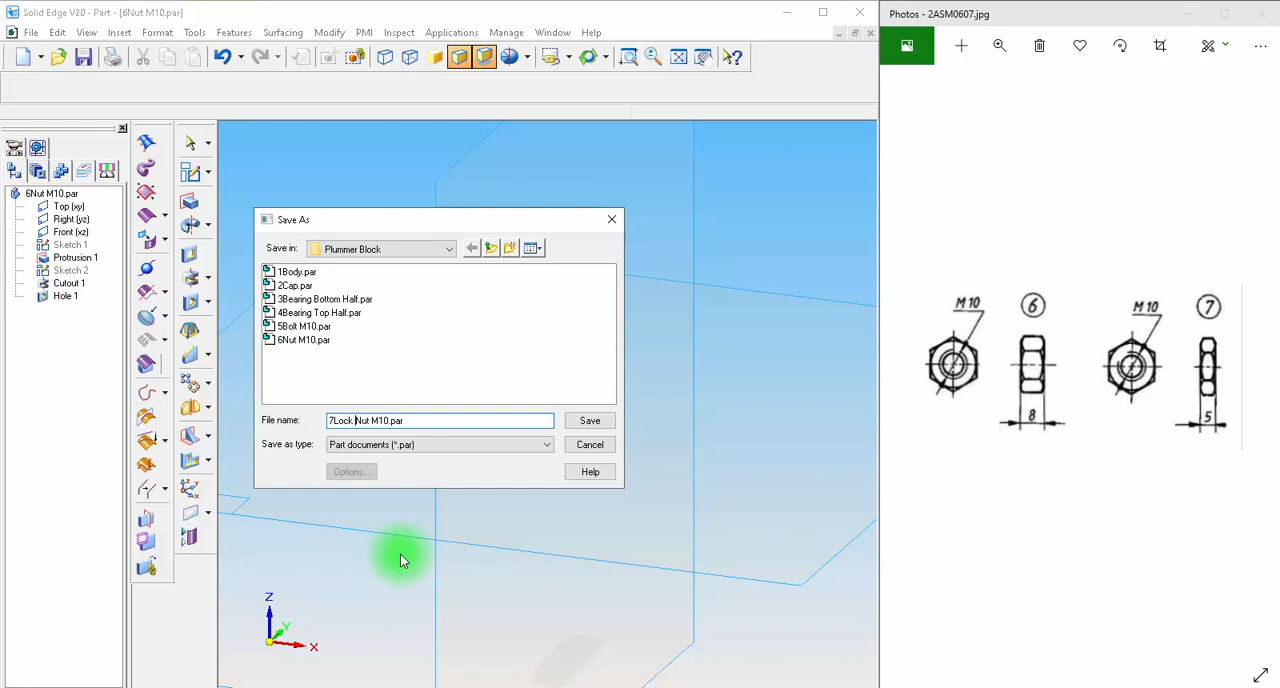 Solid Edge V20 - Part - [6Nut M10.par]
File Edit View Insert Format Tools Features Surfacing Modify PMI Inspect Applications Manage Window Help
6Nut M10.par
Top (xy)
Right (yz)
Front (xz)
Sketch 1
Protrusion 1
Sketch 2
Cutout 1
Hole 1
Save As
Save in: Plummer Block
1Body.par
2Cap.par
3Bearing Bottom Half.par
4Bearing Top Half.par
5Bolt M10.par
6Nut M10.par
File name: 7Lock Nut M10.par Save
Save as type: Part documents (*.par) Cancel
Options... Help
Z
Y
X
Photos - 2ASM0607.jpg
M10 6 M10 7
8 5